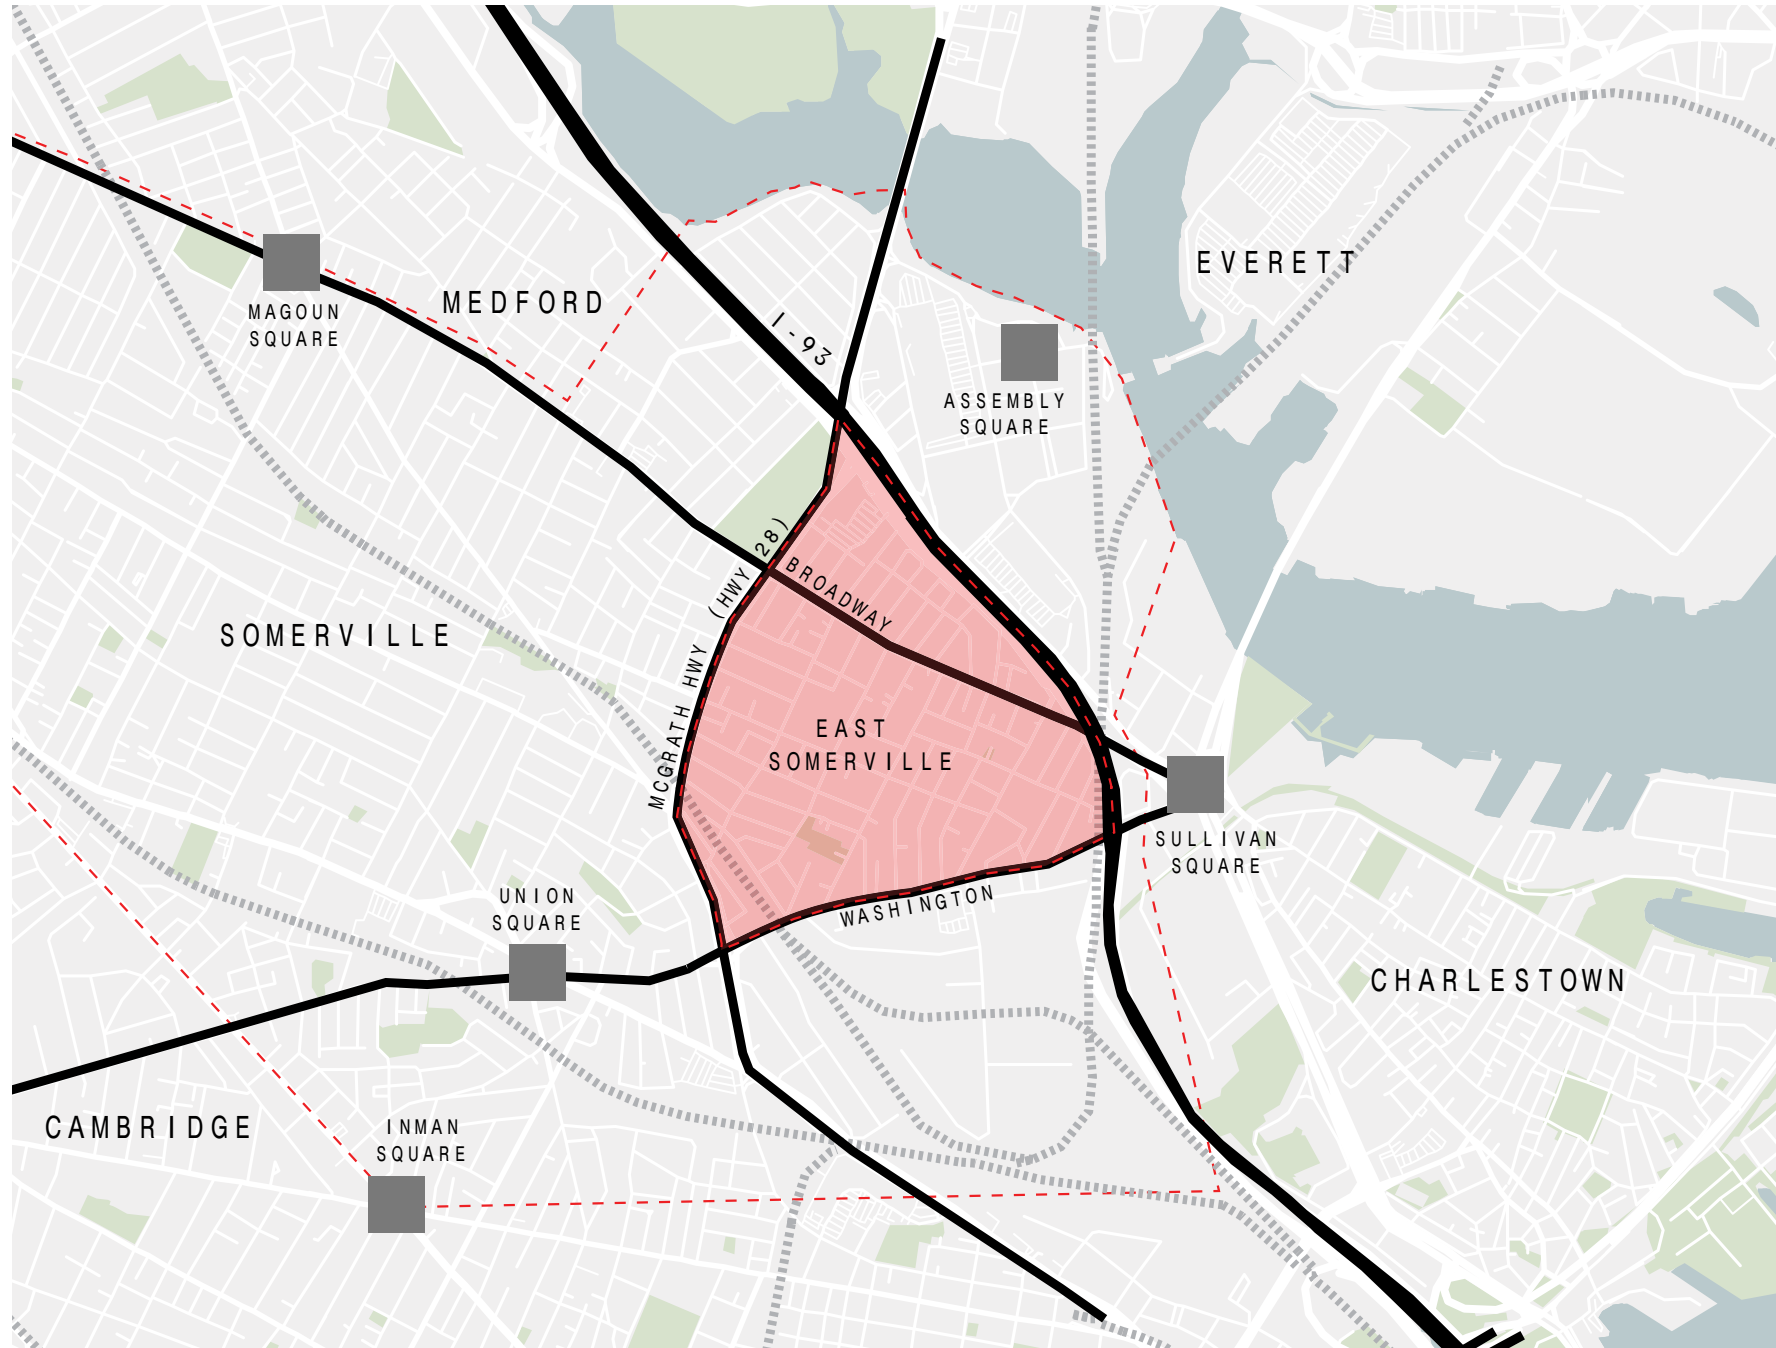 EVERETT
MEDFORD
MAGOUN
SQUARE
I-93
ASSEMBLY
SQUARE
MCGRATH HWY (HWY 28)
BROADWAY
SOMERVILLE
EAST
SOMERVILLE
SULLIVAN
SQUARE
UNION
SQUARE
WASHINGTON
CHARLESTOWN
CAMBRIDGE
INMAN
SQUARE